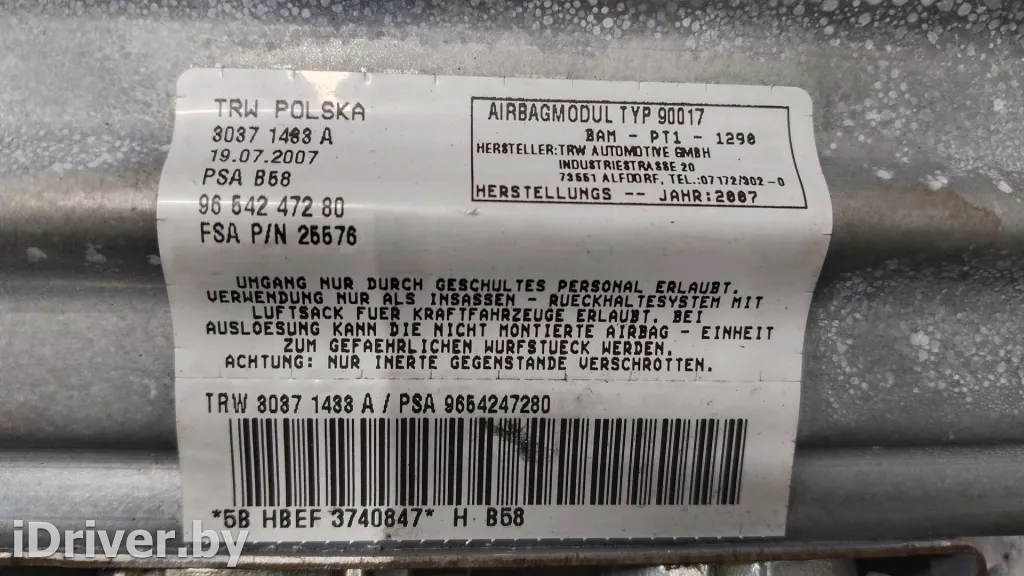 TRW POLSKA
3037 1433 A
19.07.2007
PSA B58
96 542 472 80
FSA P/N 25576
AIRBAGMODUL TYP 90017
BAM - PT1 - 1290
HERSTELLER:TRW AUTOMOTIVE GMBH
INDUSTRIESTRASSE 20
73551 ALFDORF, TEL.:07172/302-0
HERSTELLUNGS -- JAHR:2007
UMGANG NUR DURCH GESCHULTES PERSONAL ERLAUBT.
VERWENDUNG NUR ALS INSASSEN - RUECKHALTESYSTEM MIT
LUFTSACK FUER KRAFTFAHRZEUGE ERLAUBT. BEI
AUSLOESUNG KANN DIE NICHT MONTIERTE AIRBAG - EINHEIT
ZUM GEFAEHRLICHEN WURFSTUECK WERDEN.
ACHTUNG: NUR INERTE GEGENSTANDE VERSCHROTTEN.
TRW 3037 1433 A / PSA 9654247280
*5B HBEF 3740847* H B58
iDriver.by